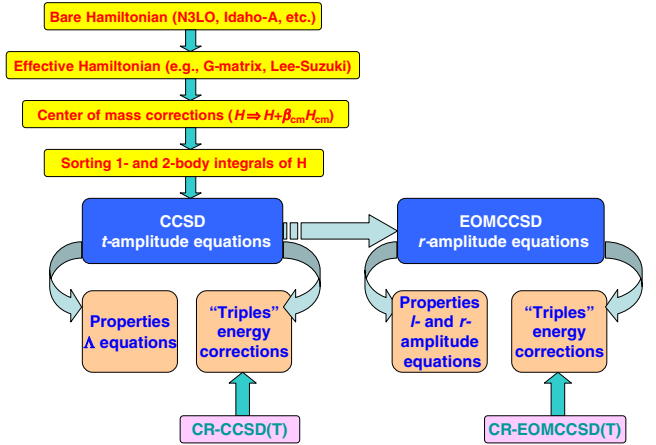 Bare Hamiltonian (N3LO, Idaho-A, etc.)
Effective Hamiltonian (e.g., G-matrix, Lee-Suzuki)
Center of mass corrections (H⇒H+βcmHcm)
Sorting 1- and 2-body integrals of H
CCSD
t-amplitude equations
EOMCCSD
r-amplitude equations
Properties
Λ equations
“Triples”
energy
corrections
Properties
l- and r-
amplitude
equations
“Triples”
energy
corrections
CR-CCSD(T)
CR-EOMCCSD(T)